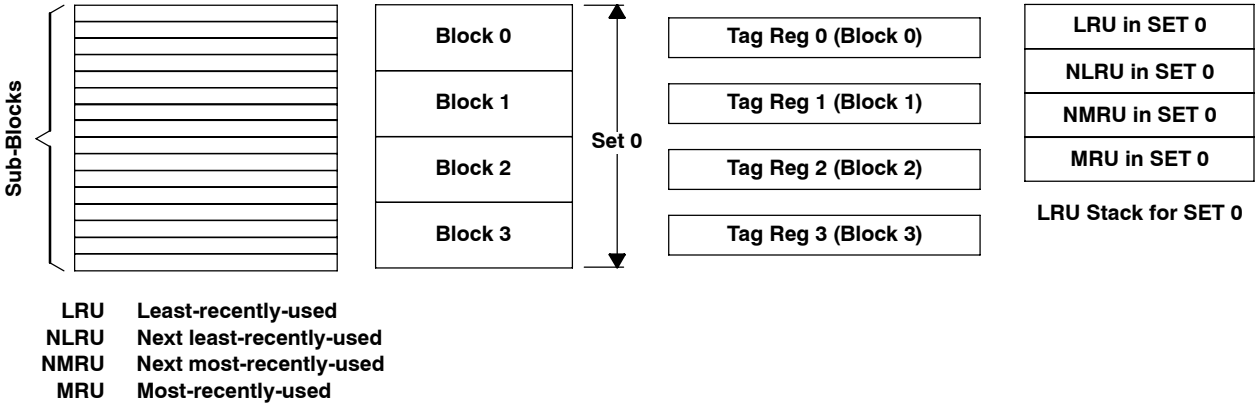 Sub-Blocks
Block 0
Block 1
Block 2
Block 3
Set 0
Tag Reg 0 (Block 0)
Tag Reg 1 (Block 1)
Tag Reg 2 (Block 2)
Tag Reg 3 (Block 3)
LRU in SET 0
NLRU in SET 0
NMRU in SET 0
MRU in SET 0
LRU Stack for SET 0
LRU Least-recently-used
NLRU Next least-recently-used
NMRU Next most-recently-used
MRU Most-recently-used